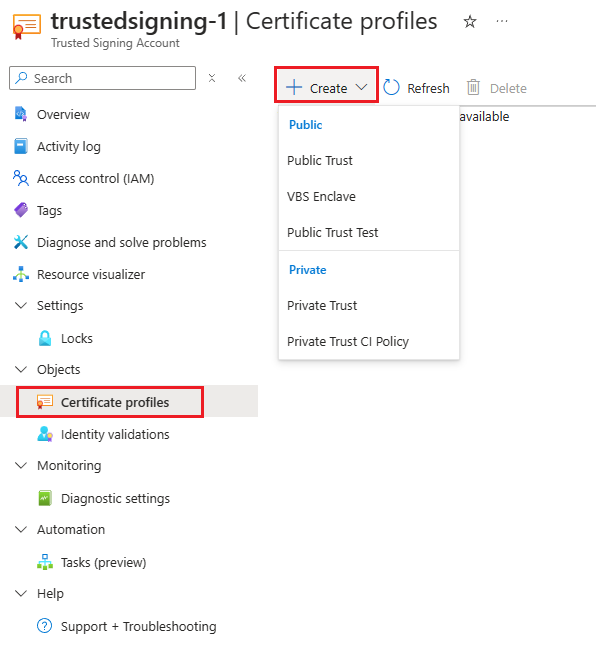 trustedsigning-1 | Certificate profiles
Trusted Signing Account
Search
Overview
Activity log
Access control (IAM)
Tags
Diagnose and solve problems
Resource visualizer
Settings
Locks
Objects
Certificate profiles
Identity validations
Monitoring
Diagnostic settings
Automation
Tasks (preview)
Help
Support + Troubleshooting
Create
Refresh
Delete
available
Public
Public Trust
VBS Enclave
Public Trust Test
Private
Private Trust
Private Trust CI Policy